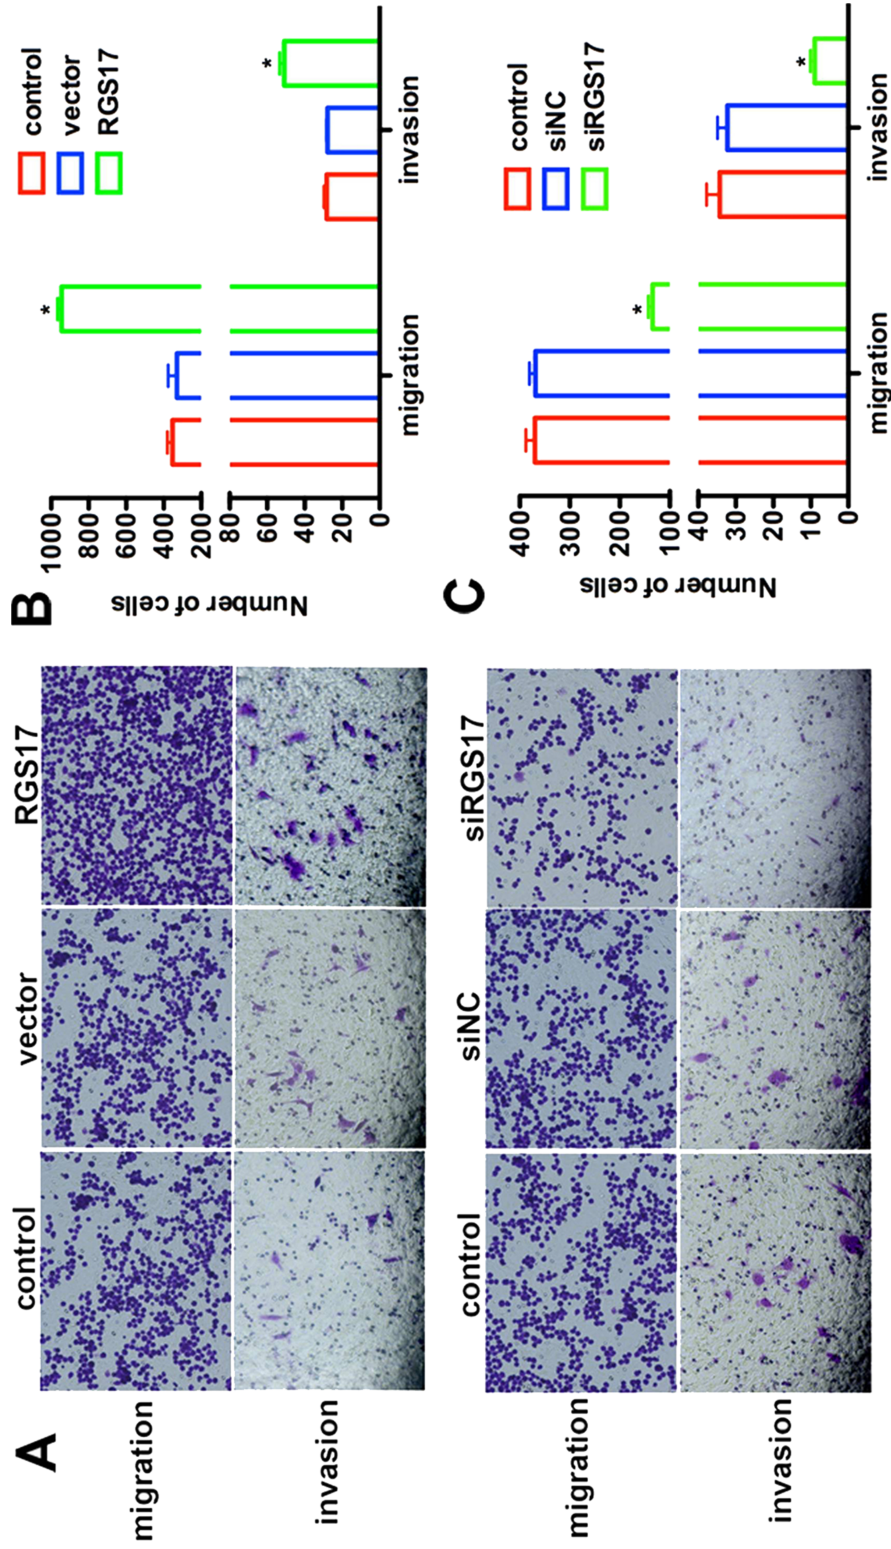 A
control
vector
RGS17
migration
invasion
control
siNC
siRGS17
migration
invasion
B
control
vector
RGS17
Number of cells
1000
800
600
400
200
80
60
40
20
0
*
*
migration
invasion
C
control
siNC
siRGS17
Number of cells
400
300
200
100
40
30
20
10
0
*
*
migration
invasion